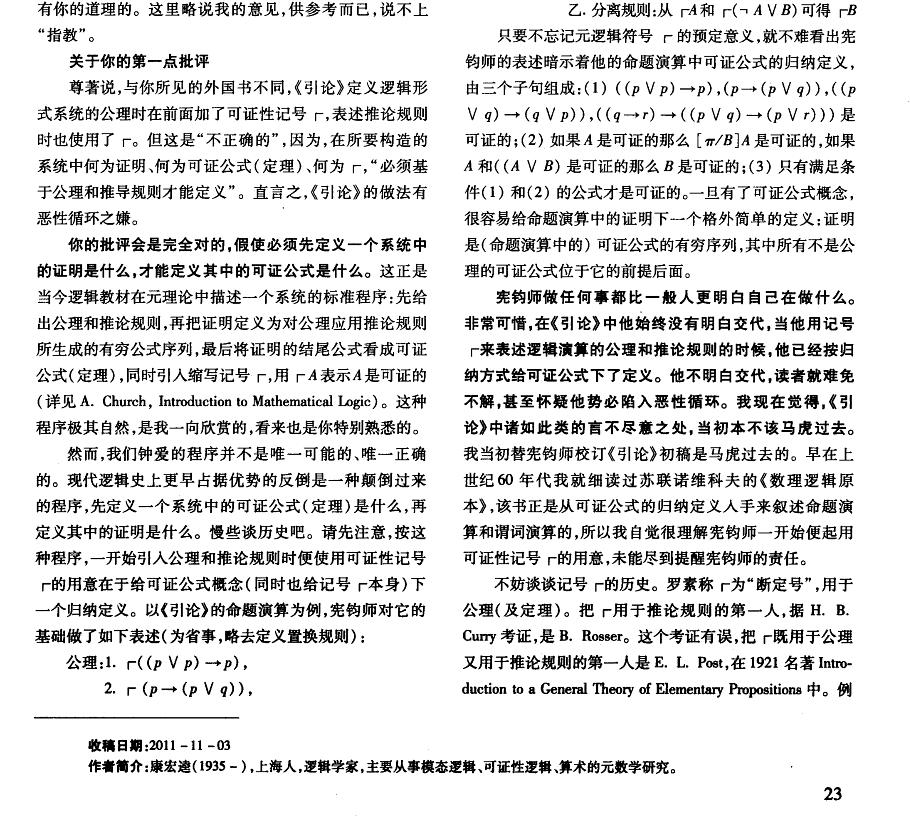 有你的道理的。这里略说我的意见,供参考而已,说不上
“指教”。
关于你的第一点批评
尊著说,与你所见的外国书不同,《引论》定义逻辑形
式系统的公理时在前面加了可证性记号┌,表述推论规则
时也使用了┌。但这是“不正确的”,因为,在所要构造的
系统中何为证明、何为可证公式(定理)、何为┌,“必须基
于公理和推导规则才能定义”。直言之,《引论》的做法有
恶性循环之嫌。
你的批评会是完全对的,假使必须先定义一个系统中
的证明是什么,才能定义其中的可证公式是什么。这正是
当今逻辑教材在元理论中描述一个系统的标准程序:先给
出公理和推论规则,再把证明定义为对公理应用推论规则
所生成的有穷公式序列,最后将证明的结尾公式看成可证
公式(定理),同时引入缩写记号┌,用┌A表示A是可证的
(详见A. Church, Introduction to Mathematical Logic)。这种
程序极其自然,是我一向欣赏的,看来也是你特别熟悉的。
然而,我们钟爱的程序并不是唯一可能的、唯一正确
的。现代逻辑史上更早占据优势的反倒是一种颠倒过来
的程序,先定义一个系统中的可证公式(定理)是什么,再
定义其中的证明是什么。慢些谈历史吧。请先注意,按这
种程序,一开始引入公理和推论规则时便使用可证性记号
┌的用意在于给可证公式概念(同时也给记号┌本身)下
一个归纳定义。以《引论》的命题演算为例,宪钧师对它的
基础做了如下表述(为省事,略去定义置换规则):
公理:1. ┌((p∨p)→p),
2. ┌(p→(p∨q)),
乙.分离规则:从┌A和┌(¬A∨B)可得┌B
只要不忘记元逻辑符号┌的预定意义,就不难看出宪
钧师的表述暗示着他的命题演算中可证公式的归纳定义,
由三个子句组成:(1)((p∨p)→p),(p→(p∨q)),((p
∨q)→(q∨p)),((q→r)→((p∨q)→(p∨r)))是
可证的;(2)如果A是可证的那么[π/B]A是可证的,如果
A和((A∨B)是可证的那么B是可证的;(3)只有满足条
件(1)和(2)的公式才是可证的。一旦有了可证公式概念,
很容易给命题演算中的证明下一个格外简单的定义:证明
是(命题演算中的)可证公式的有穷序列,其中所有不是公
理的可证公式位于它的前提后面。
宪钧师做任何事都比一般人更明白自己在做什么。
非常可惜,在《引论》中他始终没有明白交代,当他用记号
┌来表述逻辑演算的公理和推论规则的时候,他已经按归
纳方式给可证公式下了定义。他不明白交代,读者就难免
不解,甚至怀疑他势必陷入恶性循环。我现在觉得,《引
论》中诸如此类的言不尽意之处,当初本不该马虎过去。
我当初替宪钧师校订《引论》初稿是马虎过去的。早在上
世纪60年代我就细读过苏联诺维科夫的《数理逻辑原
本》,该书正是从可证公式的归纳定义入手来叙述命题演
算和谓词演算的,所以我自觉很理解宪钧师一开始便起用
可证性记号┌的用意,未能尽到提醒宪钧师的责任。
不妨谈谈记号┌的历史。罗素称┌为“断定号”,用于
公理(及定理)。把┌用于推论规则的第一人,据H. B.
Curry考证,是B. Rosser。这个考证有误,把┌既用于公理
又用于推论规则的第一人是E. L. Post,在1921名著Intro-
duction to a General Theory of Elementary Propositions中。例
收稿日期:2011-11-03
作者简介:康宏逵(1935-),上海人,逻辑学家,主要从事模态逻辑、可证性逻辑、算术的元数学研究。
23